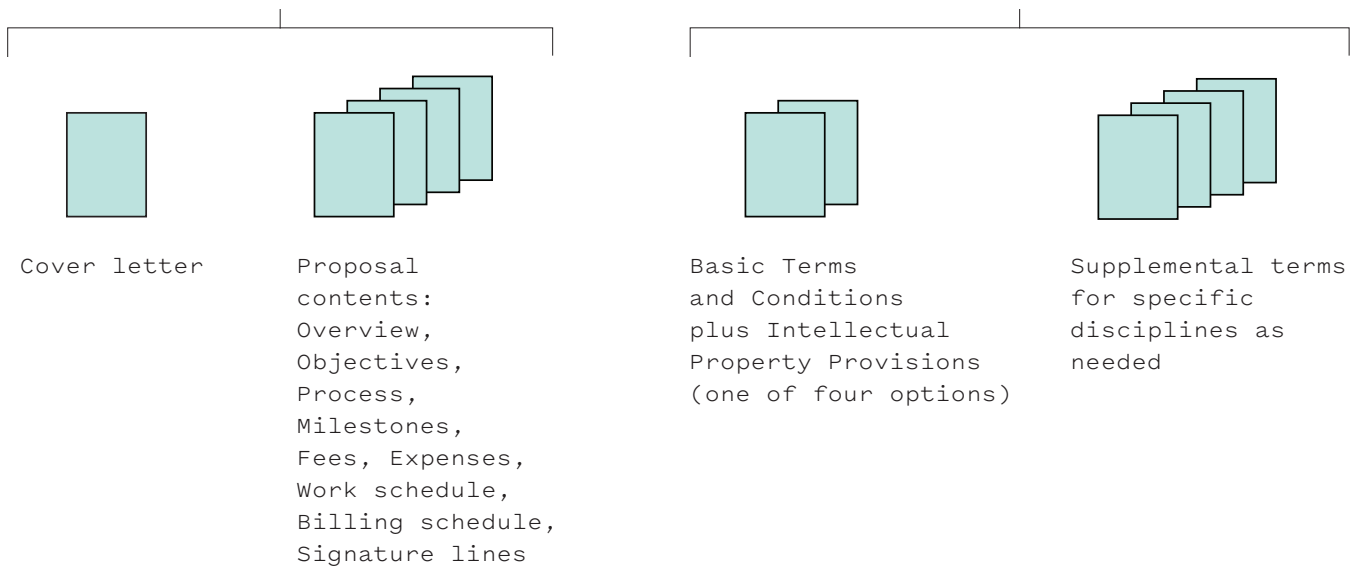 Cover letter
Proposal
contents:
Overview,
Objectives,
Process,
Milestones,
Fees, Expenses,
Work schedule,
Billing schedule,
Signature lines
Basic Terms
and Conditions
plus Intellectual
Property Provisions
(one of four options)
Supplemental terms
for specific
disciplines as
needed